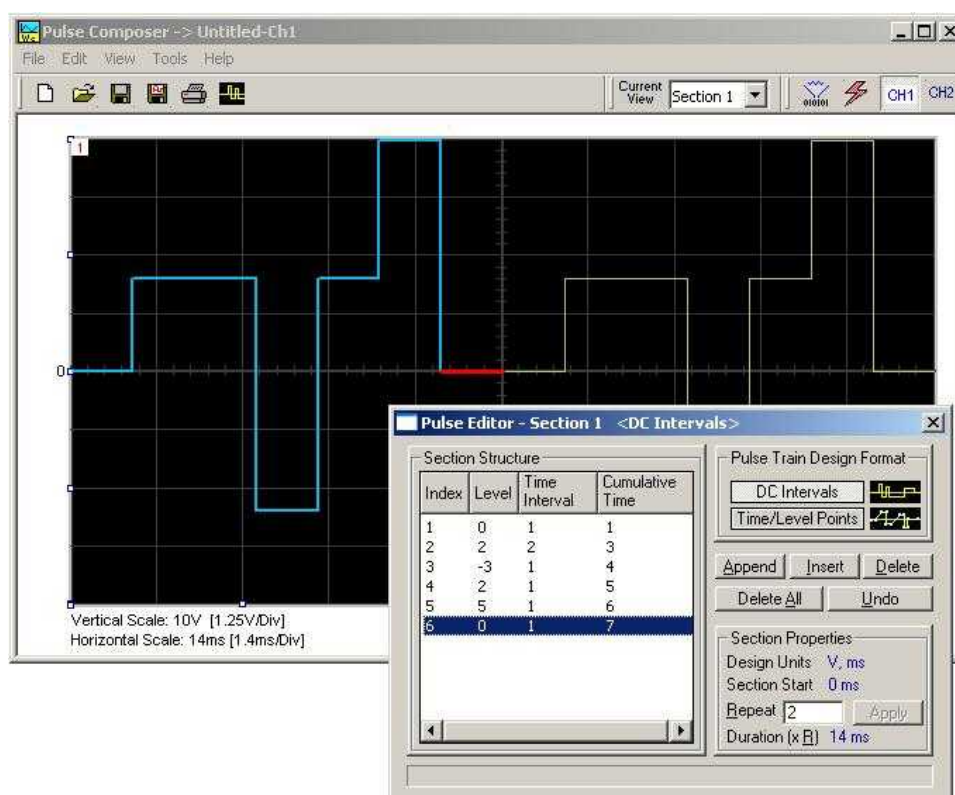 Pulse Composer -> Untitled-Ch1
File Edit View Tools Help
Current View Section 1
010101
CH1 CH2
1
0
Vertical Scale: 10V [1.25V/Div]
Horizontal Scale: 14ms [1.4ms/Div]
Pulse Editor - Section 1 <DC Intervals>
Section Structure
Index Level Time Interval Cumulative Time
1 0 1 1
2 2 2 3
3 -3 1 4
4 2 1 5
5 5 1 6
6 0 1 7
Pulse Train Design Format
DC Intervals
Time/Level Points
Append Insert Delete
Delete All Undo
Section Properties
Design Units V, ms
Section Start 0 ms
Repeat 2 Apply
Duration (x R) 14 ms